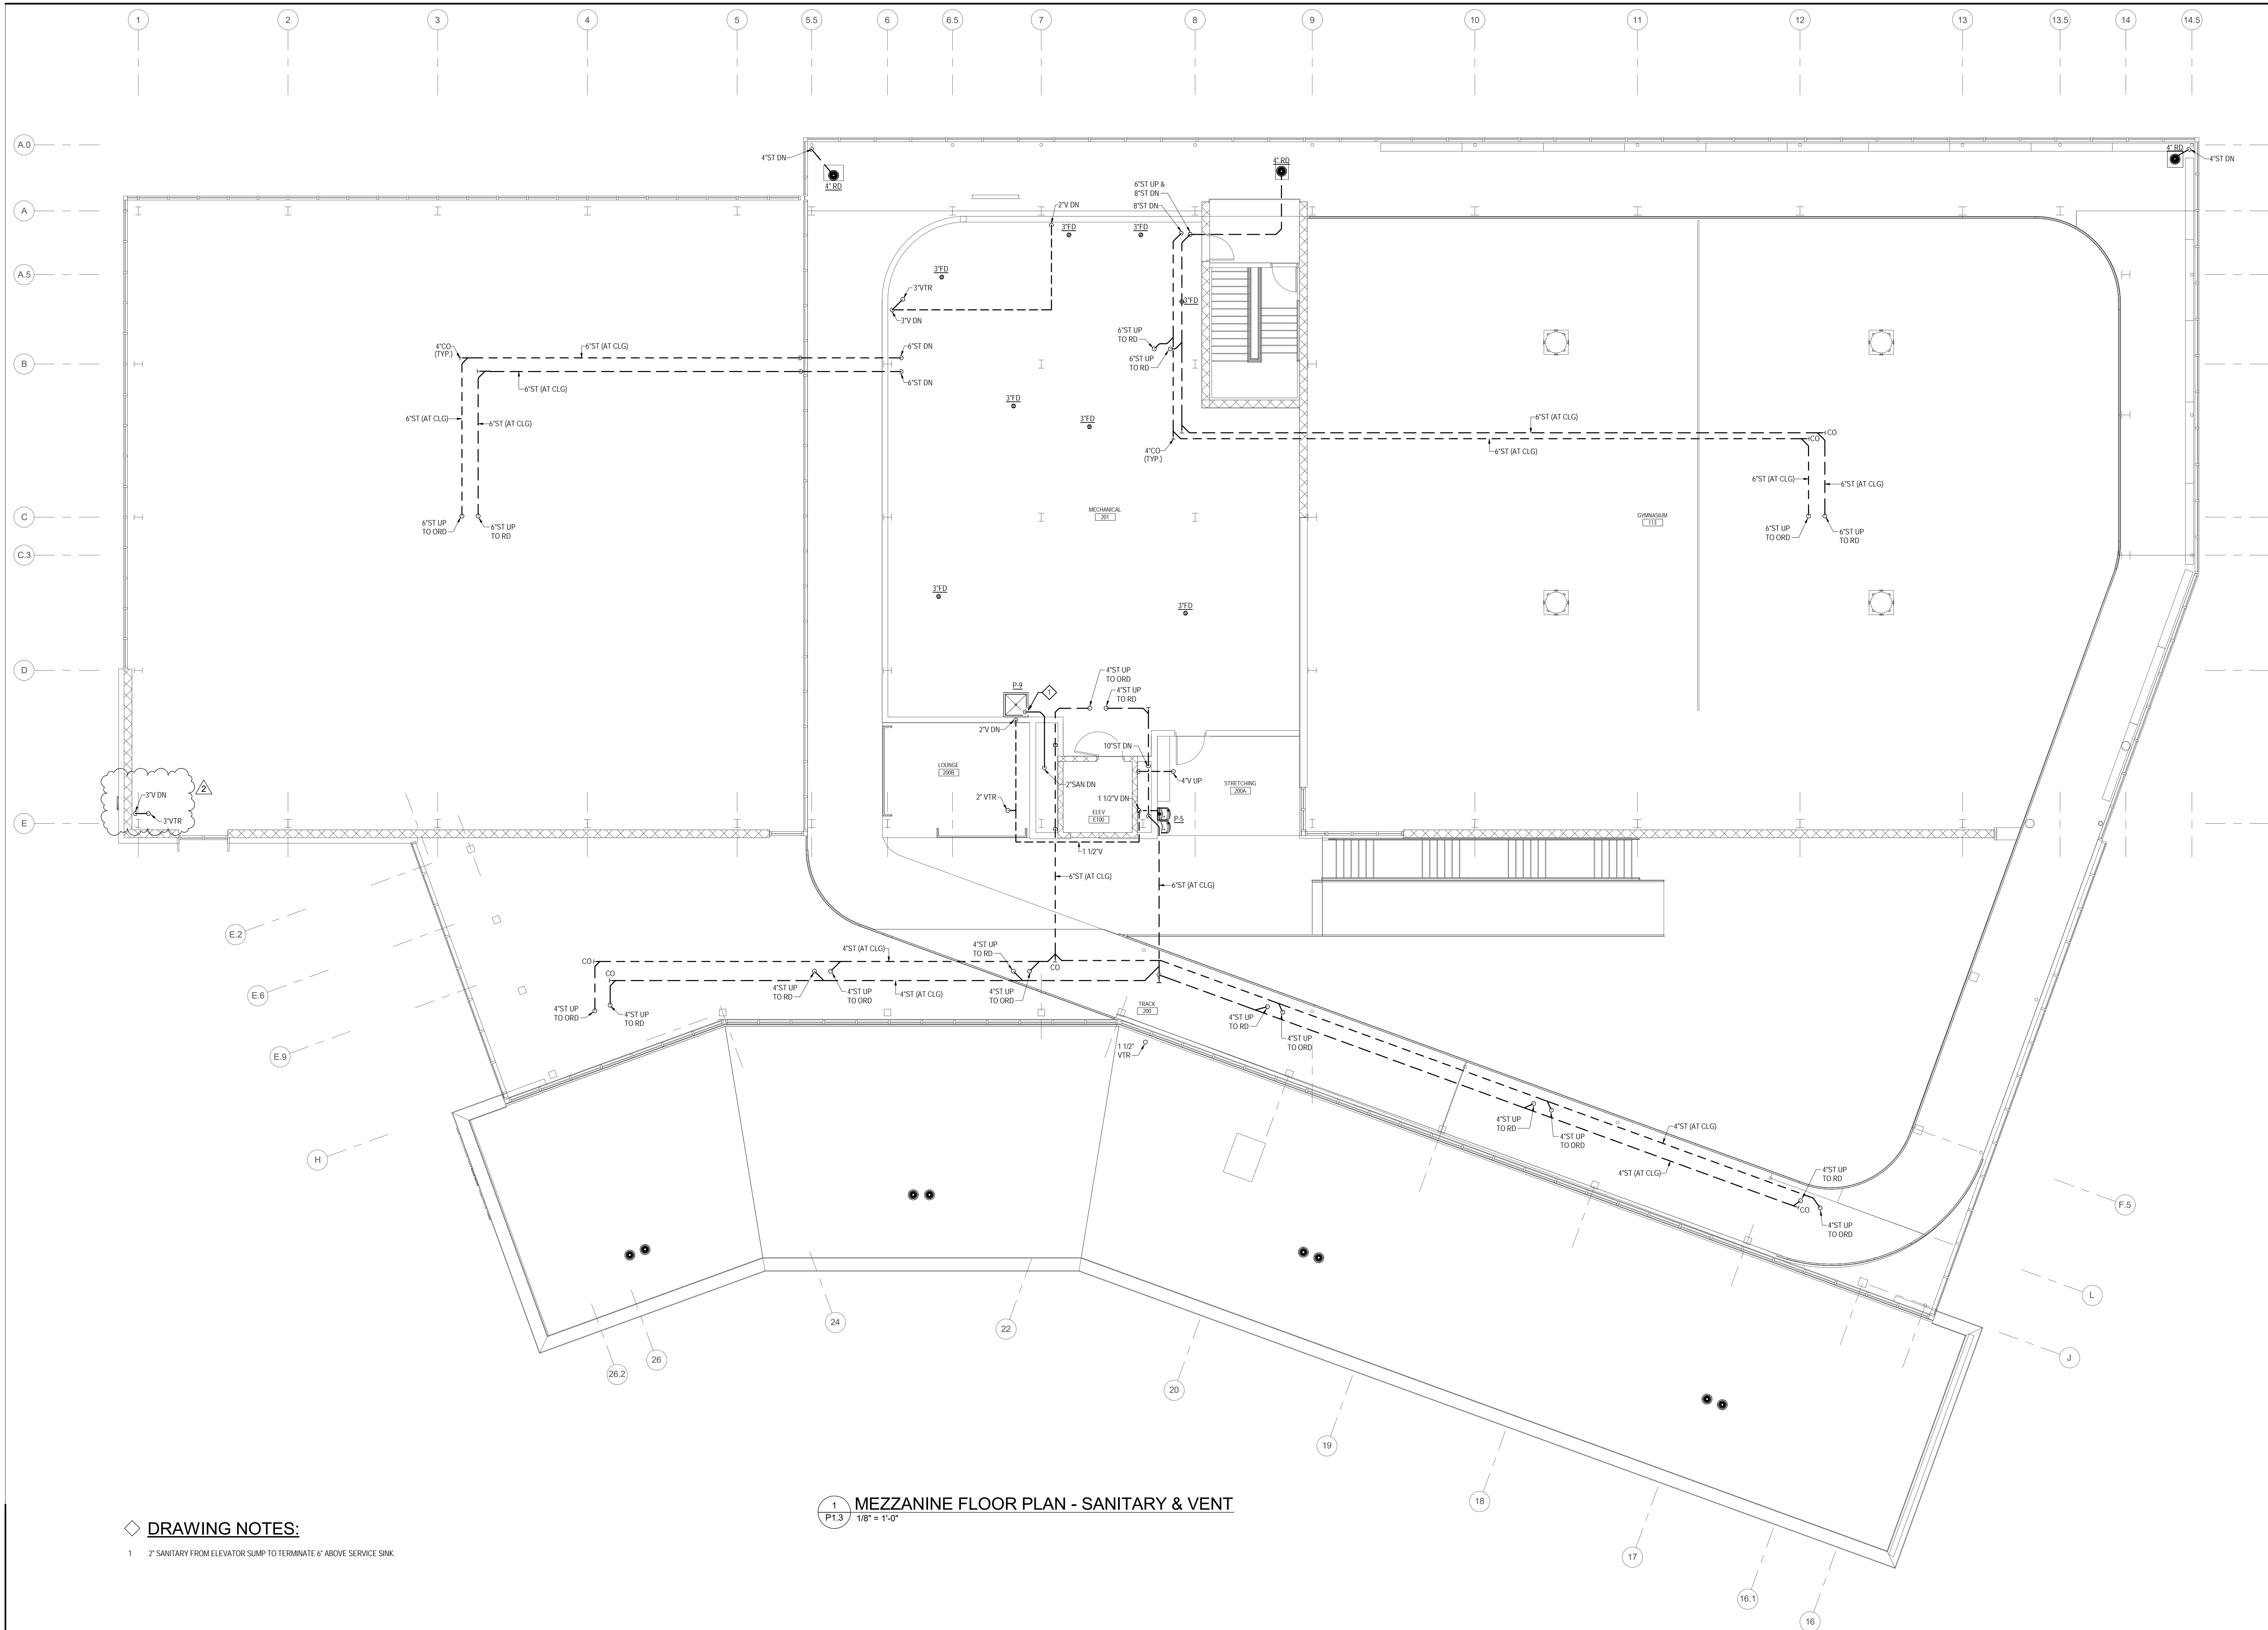 1
2
3
4
5
5.5
6
6.5
7
8
9
10
11
12
13
13.5
14
14.5
A.0
A
A.5
B
C
C.3
D
E
E.2
E.6
E.9
H
4"ST DN
4" RD
4" RD
4" RD
4"ST DN
6"ST UP &
8"ST DN
8"ST DN
2"V DN
3"FD
3"FD
3"FD
3"VTR
3"V DN
3"FD
6"ST UP
TO RD
6"ST UP
TO RD
4"CO
(TYP.)
6"ST (AT CLG)
6"ST DN
6"ST DN
6"ST (AT CLG)
6"ST (AT CLG)
6"ST (AT CLG)
3"FD
3"FD
6"ST (AT CLG)
CO
CO
6"ST (AT CLG)
4"CO
(TYP.)
6"ST (AT CLG)
6"ST (AT CLG)
6"ST UP
TO ORD
6"ST UP
TO RD
MECHANICAL
201
GYMNASIUM
113
6"ST UP
TO ORD
6"ST UP
TO RD
3"FD
3"FD
4"ST UP
TO ORD
4"ST UP
TO RD
P-9
1
2"V DN
10"ST DN
LOUNGE
200B
2"SAN DN
4"V UP
STRETCHING
200A
2" VTR
1 1/2"V DN
ELEV
E100
P-5
1 1/2"V
3"V DN
3"VTR
2
6"ST (AT CLG)
6"ST (AT CLG)
4"ST (AT CLG)
4"ST UP
TO RD
CO
CO
CO
4"ST UP
TO RD
4"ST UP
TO ORD
4"ST (AT CLG)
4"ST UP
TO ORD
4"ST UP
TO ORD
4"ST UP
TO RD
TRACK
200
4"ST UP
TO RD
4"ST UP
TO ORD
1 1/2"
VTR
4"ST UP
TO RD
4"ST UP
TO ORD
4"ST (AT CLG)
4"ST (AT CLG)
4"ST UP
TO RD
CO
4"ST UP
TO ORD
F.5
L
J
24
22
26
26.2
20
19
18
17
16.1
16
1
P1.3
MEZZANINE FLOOR PLAN - SANITARY & VENT
1/8" = 1'-0"
DRAWING NOTES:
1 2" SANITARY FROM ELEVATOR SUMP TO TERMINATE 6" ABOVE SERVICE SINK.